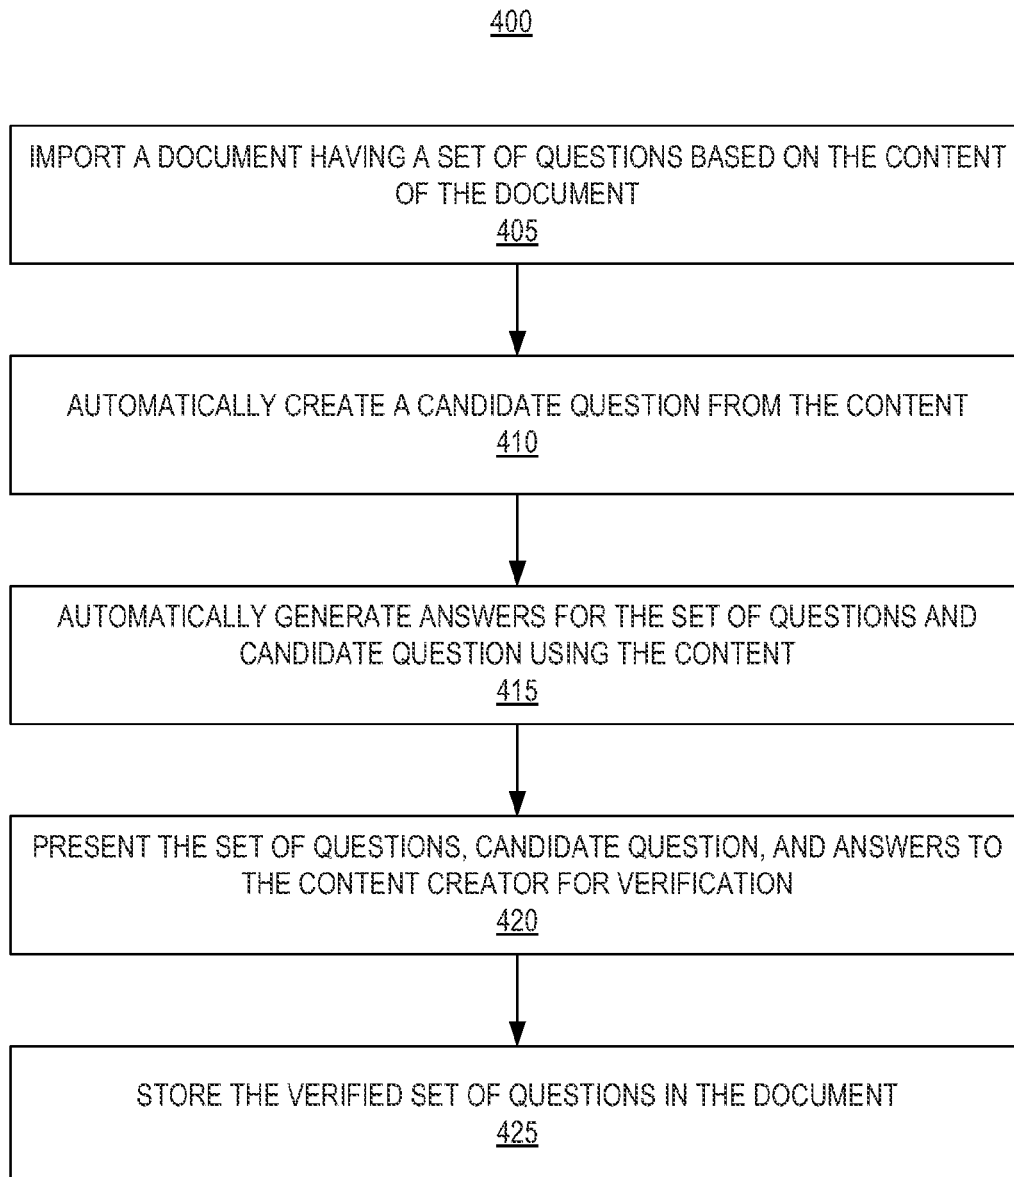 400
IMPORT A DOCUMENT HAVING A SET OF QUESTIONS BASED ON THE CONTENT
OF THE DOCUMENT
405
AUTOMATICALLY CREATE A CANDIDATE QUESTION FROM THE CONTENT
410
AUTOMATICALLY GENERATE ANSWERS FOR THE SET OF QUESTIONS AND
CANDIDATE QUESTION USING THE CONTENT
415
PRESENT THE SET OF QUESTIONS, CANDIDATE QUESTION, AND ANSWERS TO
THE CONTENT CREATOR FOR VERIFICATION
420
STORE THE VERIFIED SET OF QUESTIONS IN THE DOCUMENT
425